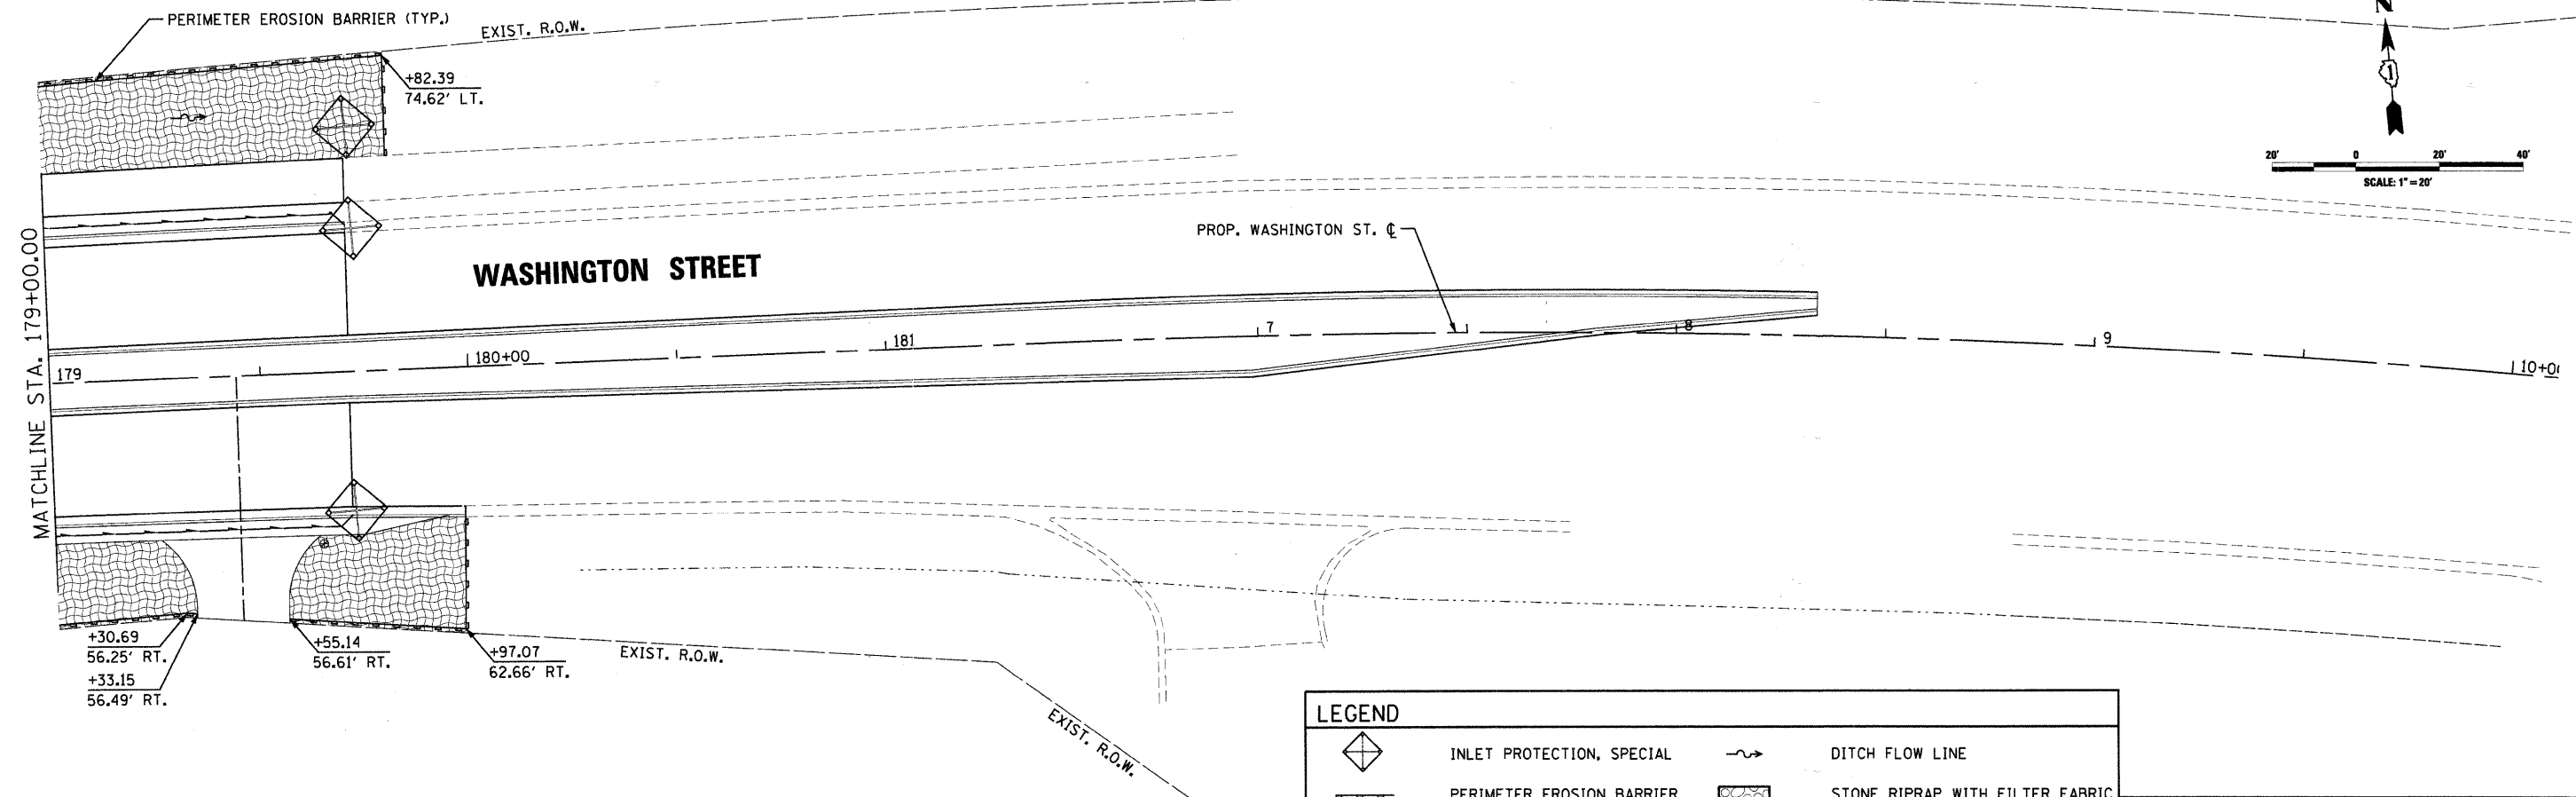 PERIMETER EROSION BARRIER (TYP.)
EXIST. R.O.W.
N
1
+82.39
74.62' LT.
20'
0
20'
40'
SCALE: 1" = 20'
PROP. WASHINGTON ST. ℄
WASHINGTON STREET
MATCHLINE STA. 179+00.00
179
180+00
181
7
8
9
10+0
+30.69
56.25' RT.
+33.15
56.49' RT.
+55.14
56.61' RT.
+97.07
62.66' RT.
EXIST. R.O.W.
EXIST. R.O.W.
LEGEND
INLET PROTECTION, SPECIAL
DITCH FLOW LINE
PERIMETER EROSION BARRIER
STONE RIPRAP WITH FILTER FABRIC